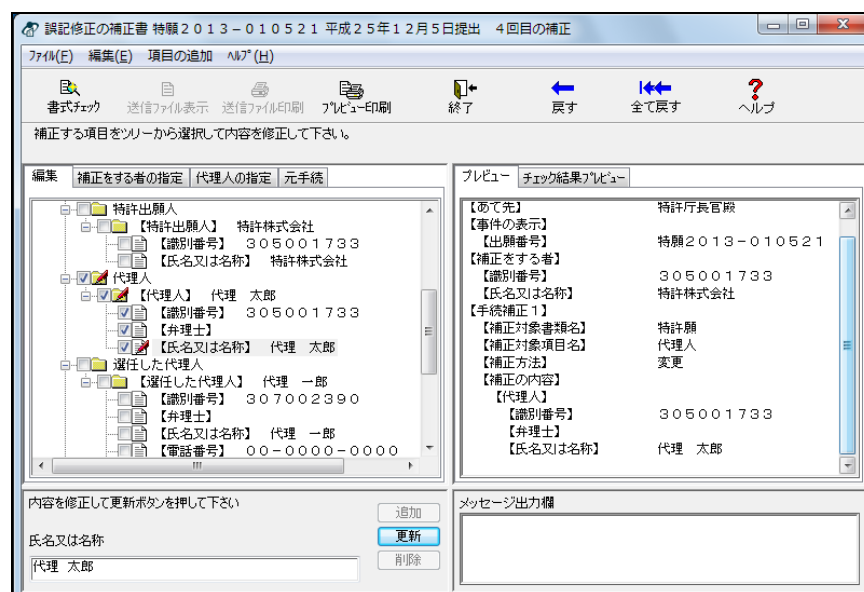 誤記修正の補正書 特願２０１３－０１０５２１ 平成２５年１２月５日提出 ４回目の補正
ﾌｧｲﾙ(F) 編集(E) 項目の追加 ﾍﾙﾌﾟ(H)
書式ﾁｪｯｸ 送信ﾌｧｲﾙ表示 送信ﾌｧｲﾙ印刷 ﾌﾟﾚﾋﾞｭｰ印刷 終了 戻す 全て戻す ヘルプ
補正する項目をツリーから選択して内容を修正して下さい。
編集 補正をする者の指定 代理人の指定 元手続
特許出願人
【特許出願人】 特許株式会社
【識別番号】 ３０５００１７３３
【氏名又は名称】 特許株式会社
代理人
【代理人】 代理 太郎
【識別番号】 ３０５００１７３３
【弁理士】
【氏名又は名称】 代理 太郎
選任した代理人
【選任した代理人】 代理 一郎
【識別番号】 ３０７００２３９０
【弁理士】
【氏名又は名称】 代理 一郎
【電話番号】 ００－００００－００００
プレビュー チェック結果ﾌﾟﾚﾋﾞｭｰ
【あて先】 特許庁長官殿
【事件の表示】
【出願番号】 特願２０１３－０１０５２１
【補正をする者】
【識別番号】 ３０５００１７３３
【氏名又は名称】 特許株式会社
【手続補正１】
【補正対象書類名】 特許願
【補正対象項目名】 代理人
【補正方法】 変更
【補正の内容】
【代理人】
【識別番号】 ３０５００１７３３
【弁理士】
【氏名又は名称】 代理 太郎
内容を修正して更新ボタンを押して下さい
追加
更新
削除
氏名又は名称
代理 太郎
メッセージ出力欄